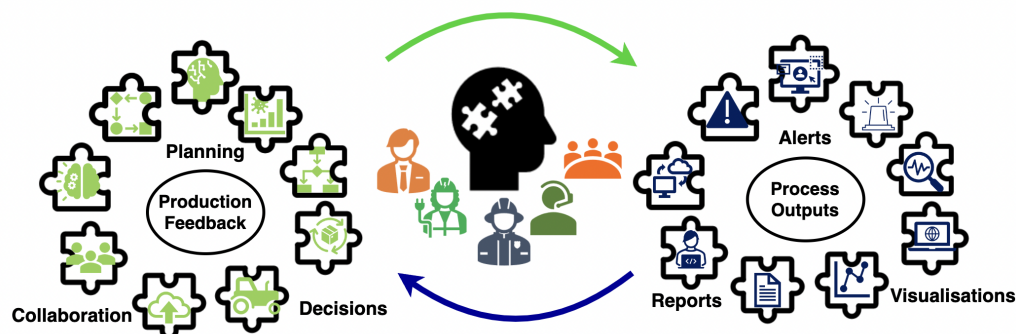 Planning
Production
Feedback
Collaboration
Decisions
Alerts
Process
Outputs
Reports
Visualisations